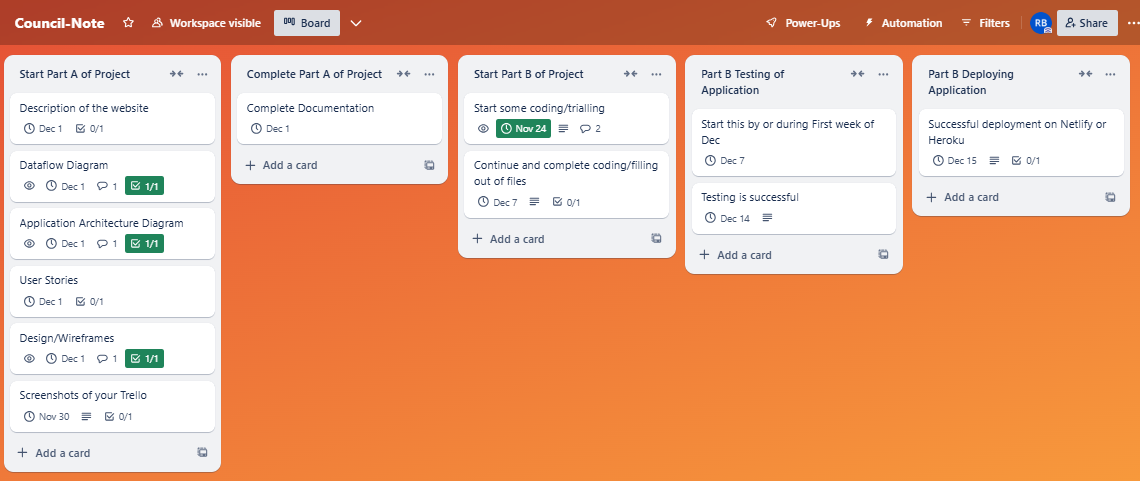 Council-Note
Workspace visible
Board
Power-Ups
Automation
Filters
RB
Share
Start Part A of Project
Description of the website
Dec 1 0/1
Dataflow Diagram
Dec 1 1 1/1
Application Architecture Diagram
Dec 1 1 1/1
User Stories
Dec 1 0/1
Design/Wireframes
Dec 1 1 1/1
Screenshots of your Trello
Nov 30 0/1
+ Add a card
Complete Part A of Project
Complete Documentation
Dec 1
+ Add a card
Start Part B of Project
Start some coding/trialling
Nov 24 2
Continue and complete coding/filling
out of files
Dec 7 0/1
+ Add a card
Part B Testing of
Application
Start this by or during First week of
Dec
Dec 7
Testing is successful
Dec 14
+ Add a card
Part B Deploying
Application
Successful deployment on Netlify or
Heroku
Dec 15 0/1
+ Add a card